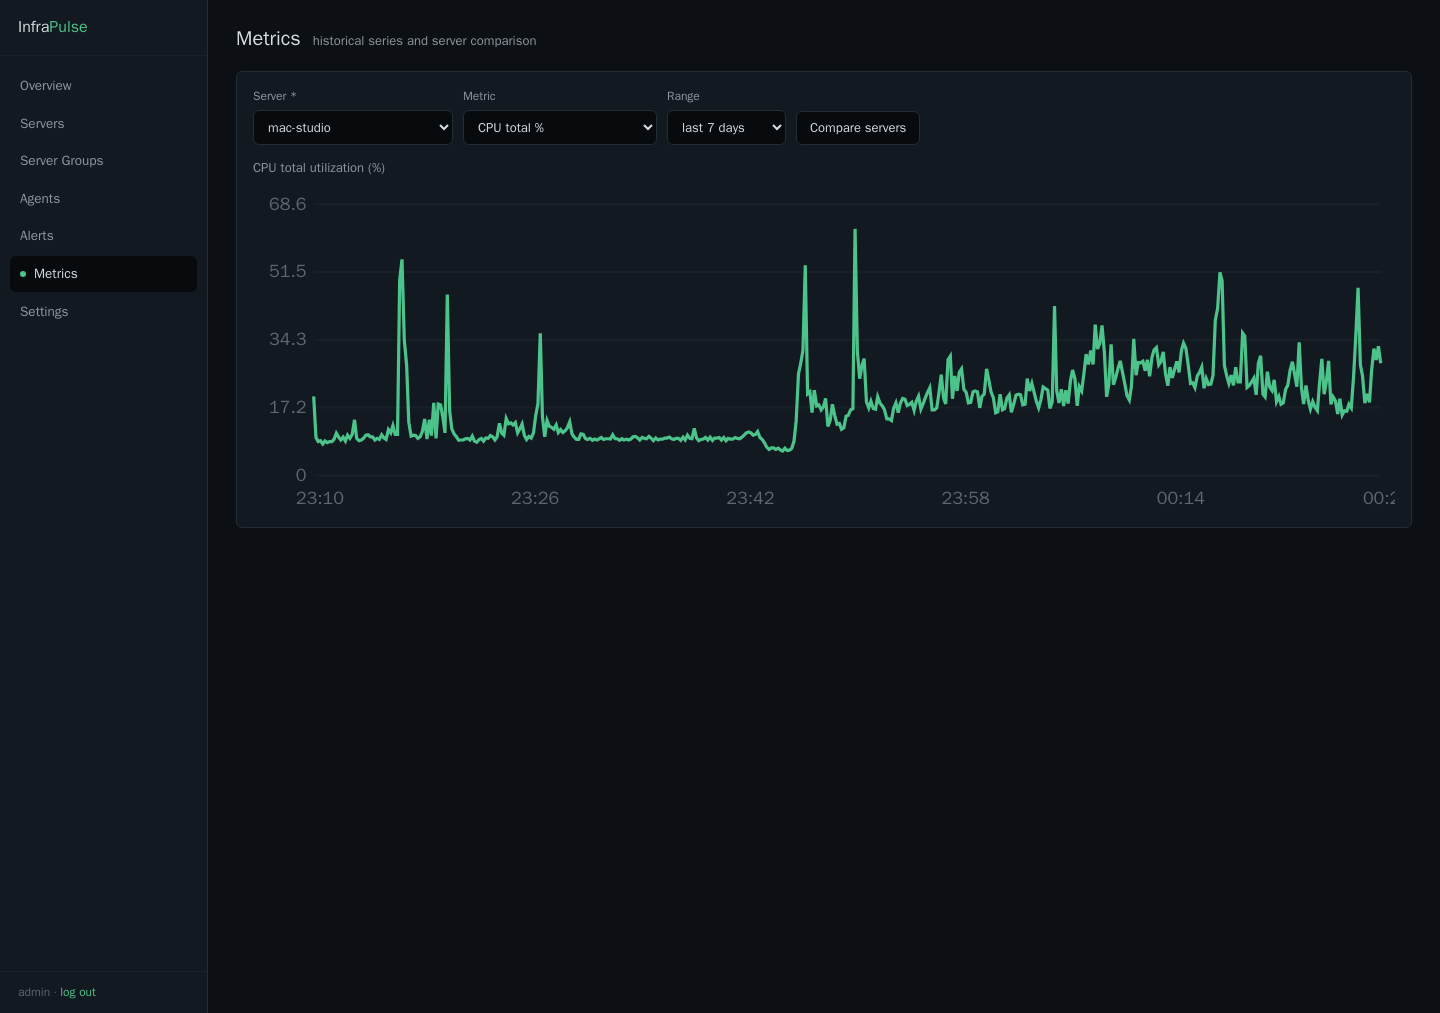 InfraPulse
Overview
Servers
Server Groups
Agents
Alerts
Metrics
Settings
admin · log out
Metrics historical series and server comparison
Server * Metric Range
mac-studio CPU total % last 7 days Compare servers
CPU total utilization (%)
68.6
51.5
34.3
17.2
0
23:10 23:26 23:42 23:58 00:14